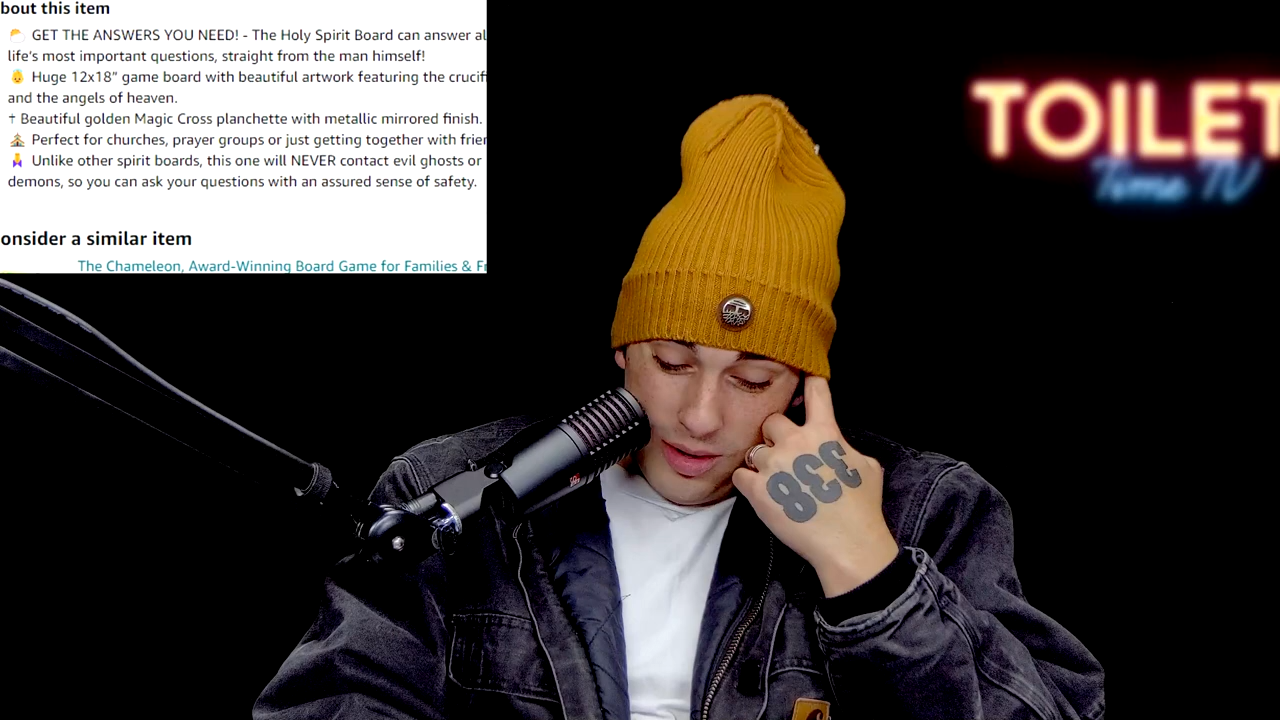 bout this item
GET THE ANSWERS YOU NEED! - The Holy Spirit Board can answer al
life's most important questions, straight from the man himself!
Huge 12x18" game board with beautiful artwork featuring the crucif
and the angels of heaven.
† Beautiful golden Magic Cross planchette with metallic mirrored finish.
Perfect for churches, prayer groups or just getting together with frien
Unlike other spirit boards, this one will NEVER contact evil ghosts or
demons, so you can ask your questions with an assured sense of safety.
onsider a similar item
The Chameleon, Award-Winning Board Game for Families & Fr
TOILET
Time TV
833